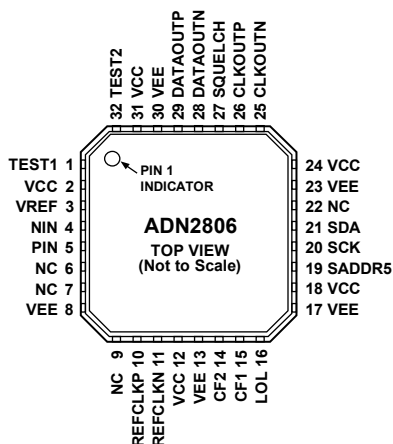 32 TEST2
31 VCC
30 VEE
29 DATAOUTP
28 DATAOUTN
27 SQUELCH
26 CLKOUTP
25 CLKOUTN
TEST1 1
VCC 2
VREF 3
NIN 4
PIN 5
NC 6
NC 7
VEE 8
PIN 1
INDICATOR
ADN2806
TOP VIEW
(Not to Scale)
24 VCC
23 VEE
22 NC
21 SDA
20 SCK
19 SADDR5
18 VCC
17 VEE
NC 9
REFCLKP 10
REFCLKN 11
VCC 12
VEE 13
CF2 14
CF1 15
LOL 16